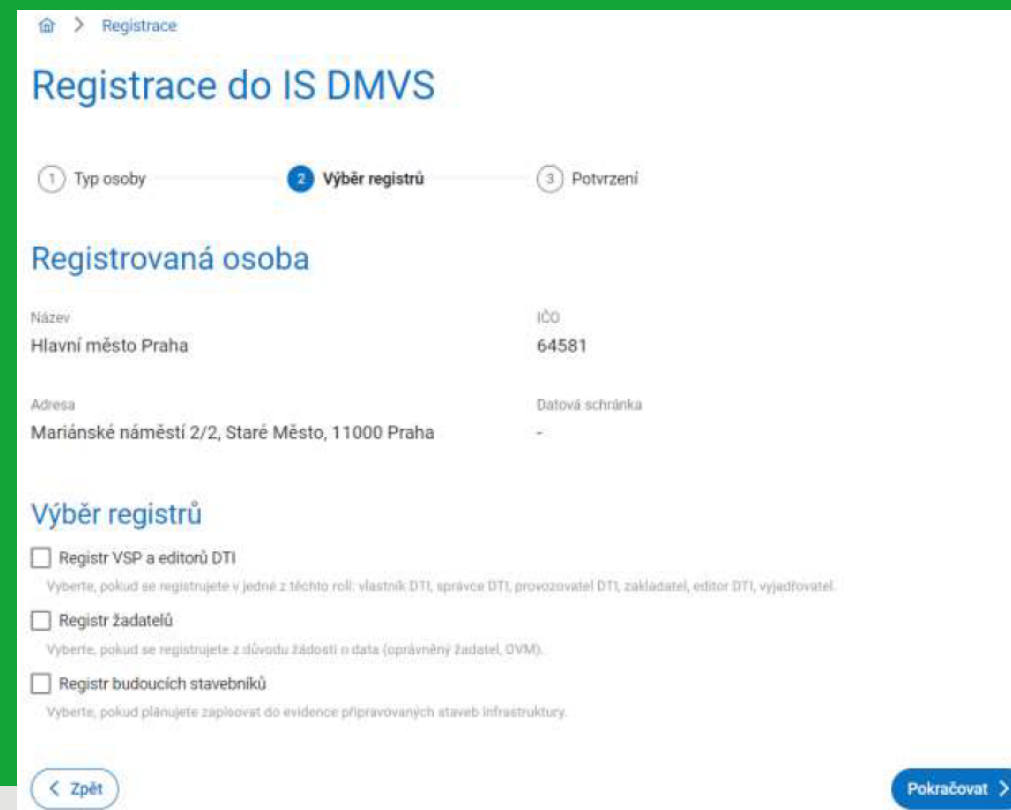 Registrace
Registrace do IS DMVS
1 Typ osoby 2 Výběr registrů 3 Potvrzení
Registrovaná osoba
Název IČO
Hlavní město Praha 64581
Adresa Datová schránka
Mariánské náměstí 2/2, Staré Město, 11000 Praha -
Výběr registrů
Registr VSP a editorů DTI
Vyberte, pokud se registrujete v jedné z těchto rolí: vlastník DTI, správce DTI, provozovatel DTI, zakladatel, editor DTI, vyjadřovatel.
Registr žadatelů
Vyberte, pokud se registrujete z důvodu žádosti o data (oprávněný žadatel, OVM).
Registr budoucích stavebníků
Vyberte, pokud plánujete zapisovat do evidence připravovaných staveb infrastruktury.
Zpět Pokračovat